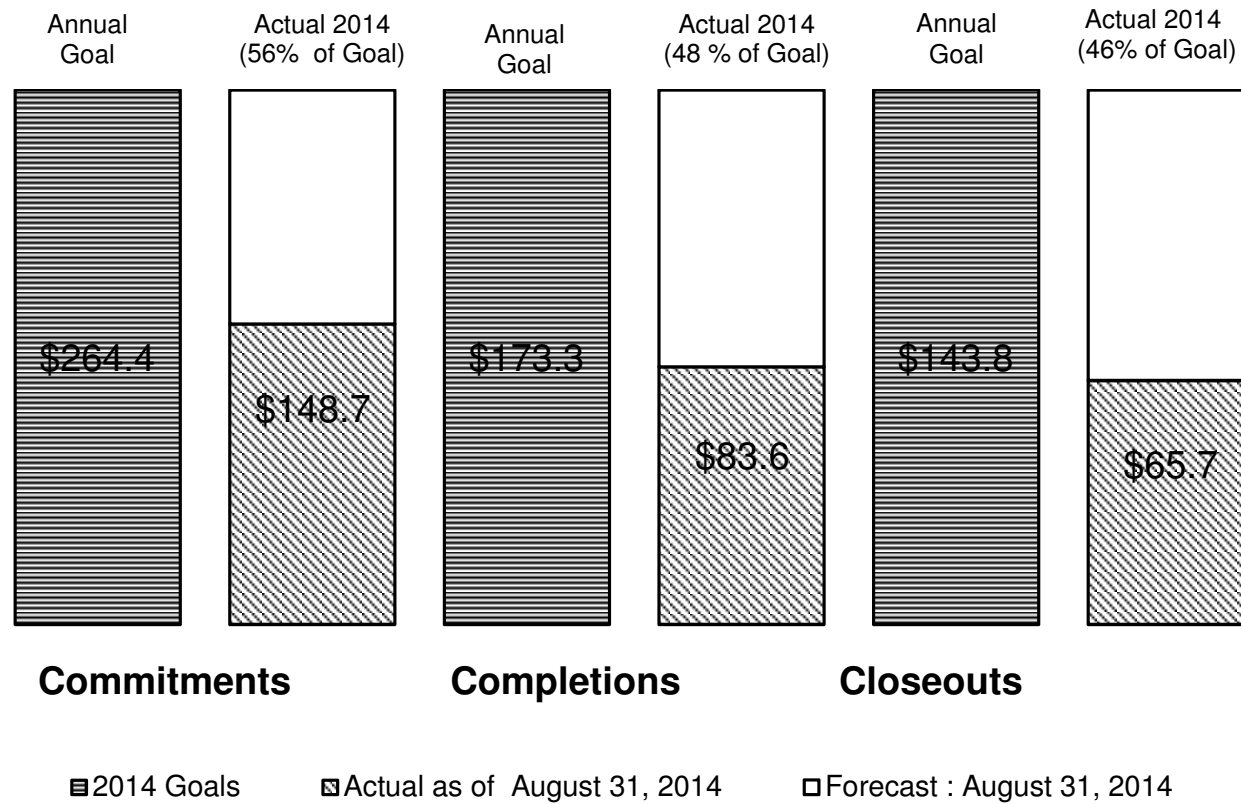 Annual
Goal
Actual 2014
(56%  of Goal)
Annual
Goal
Actual 2014
(48 % of Goal)
Annual
Goal
Actual 2014
(46% of Goal)
$264.4
$148.7
$173.3
$83.6
$143.8
$65.7
Commitments
Completions
Closeouts
2014 Goals
Actual as of  August 31, 2014
Forecast : August 31, 2014